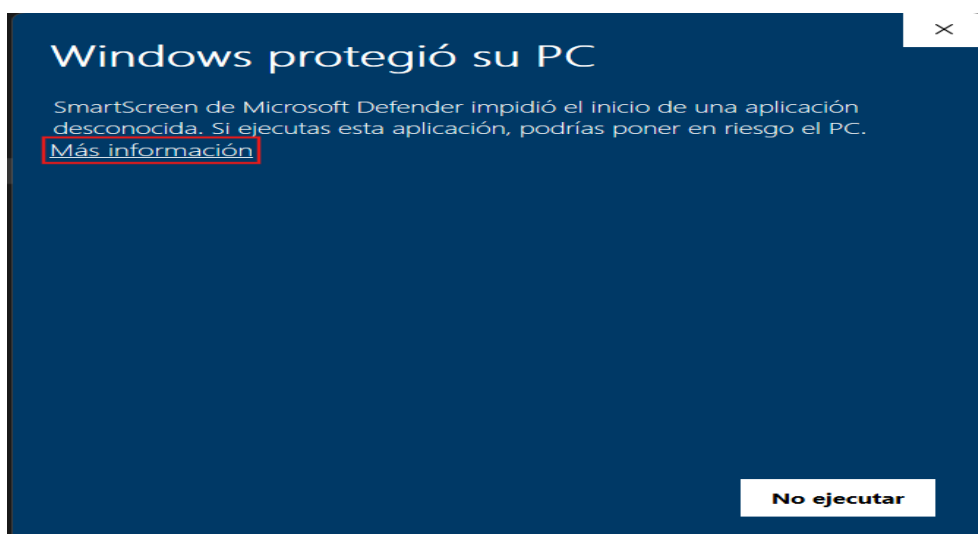 Windows protegió su PC
SmartScreen de Microsoft Defender impidió el inicio de una aplicación
desconocida. Si ejecutas esta aplicación, podrías poner en riesgo el PC.
Más información
No ejecutar